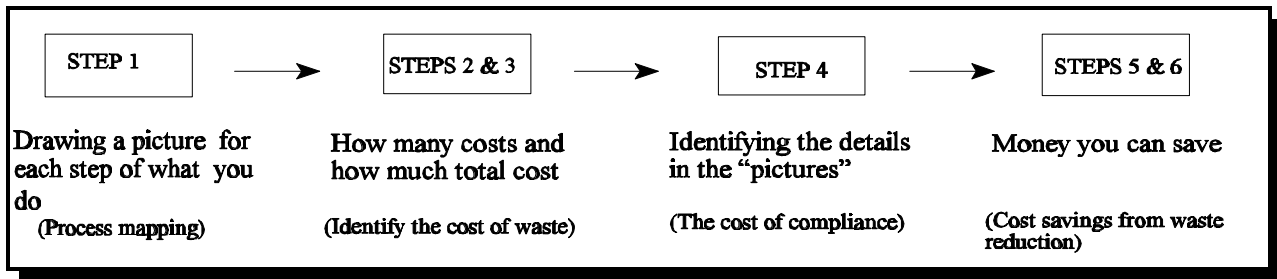 STEP 1
Drawing a picture for
each step of what you
do
(Process mapping)
STEPS 2 & 3
How many costs and
how much total cost
(Identify the cost of waste)
STEP 4
Identifying the details
in the “pictures”
(The cost of compliance)
STEPS 5 & 6
Money you can save
(Cost savings from waste
reduction)